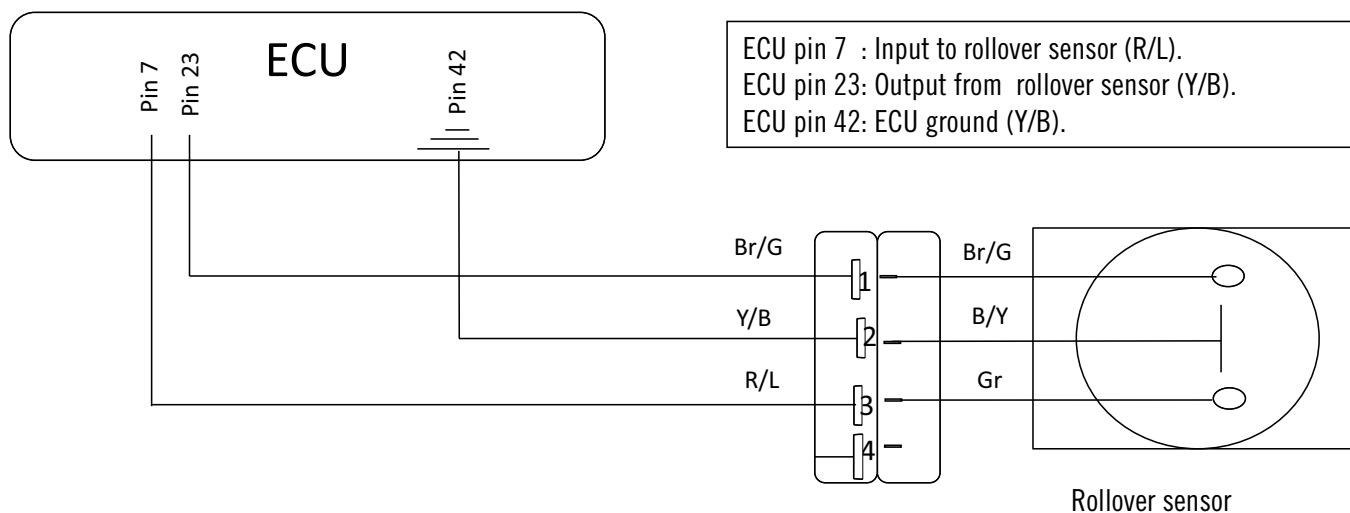 ECU
Pin 7
Pin 23
Pin 42
ECU pin 7 : Input to rollover sensor (R/L).
ECU pin 23: Output from rollover sensor (Y/B).
ECU pin 42: ECU ground (Y/B).
Br/G
Br/G
1
Y/B
B/Y
2
R/L
Gr
3
4
Rollover sensor